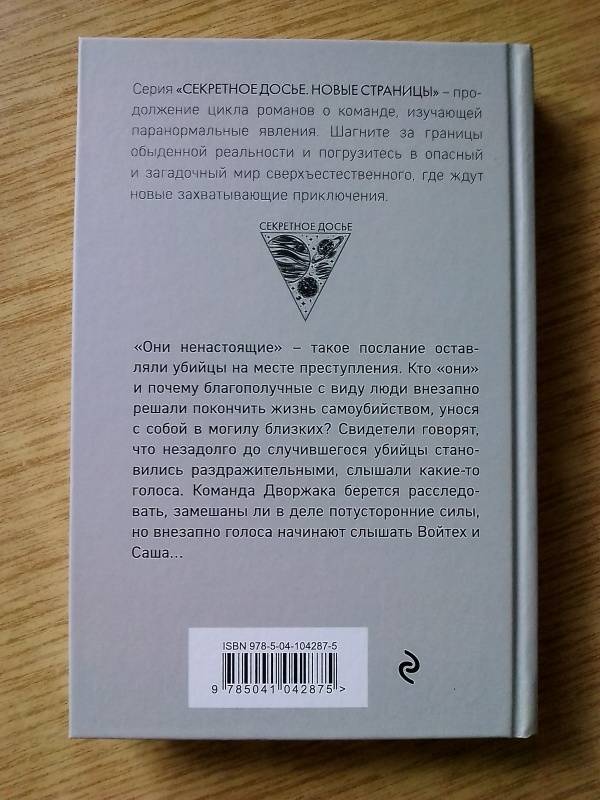 Серия «СЕКРЕТНОЕ ДОСЬЕ. НОВЫЕ СТРАНИЦЫ» – про-
должение цикла романов о команде, изучающей
паранормальные явления. Шагните за границы
обыденной реальности и погрузитесь в опасный
и загадочный мир сверхъестественного, где ждут
новые захватывающие приключения.
СЕКРЕТНОЕ ДОСЬЕ
«Они ненастоящие» – такое послание остав-
ляли убийцы на месте преступления. Кто «они»
и почему благополучные с виду люди внезапно
решали покончить жизнь самоубийством, унося
с собой в могилу близких? Свидетели говорят,
что незадолго до случившегося убийцы стано-
вились раздражительными, слышали какие-то
голоса. Команда Дворжака берется расследо-
вать, замешаны ли в деле потусторонние силы,
но внезапно голоса начинают слышать Войтех и
Саша...
ISBN 978-5-04-104287-5
9 785041 042875 >